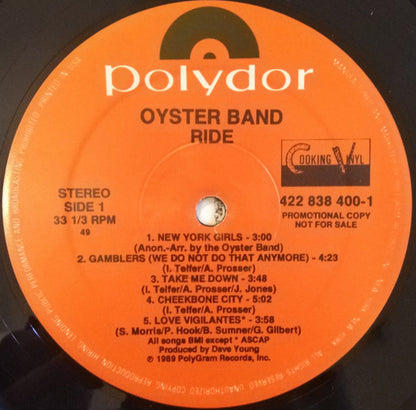 polydor
OYSTER BAND
RIDE
COOKING VINYL
STEREO
SIDE 1
33 1/3 RPM
49
422 838 400-1
PROMOTIONAL COPY
NOT FOR SALE
1. NEW YORK GIRLS - 3:00
(Anon.-Arr. by the Oyster Band)
2. GAMBLERS (WE DO NOT DO THAT ANYMORE) - 4:23
(I. Telfer/A. Prosser)
3. TAKE ME DOWN - 3:48
(I. Telfer/A. Prosser/J. Jones)
4. CHEEKBONE CITY - 5:02
(I. Telfer/A. Prosser)
5. LOVE VIGILANTES* - 3:58
(S. Morris/P. Hook/B. Sumner/G. Gilbert)
All songs BMI except * ASCAP
Produced by Dave Young
© 1989 PolyGram Records, Inc.